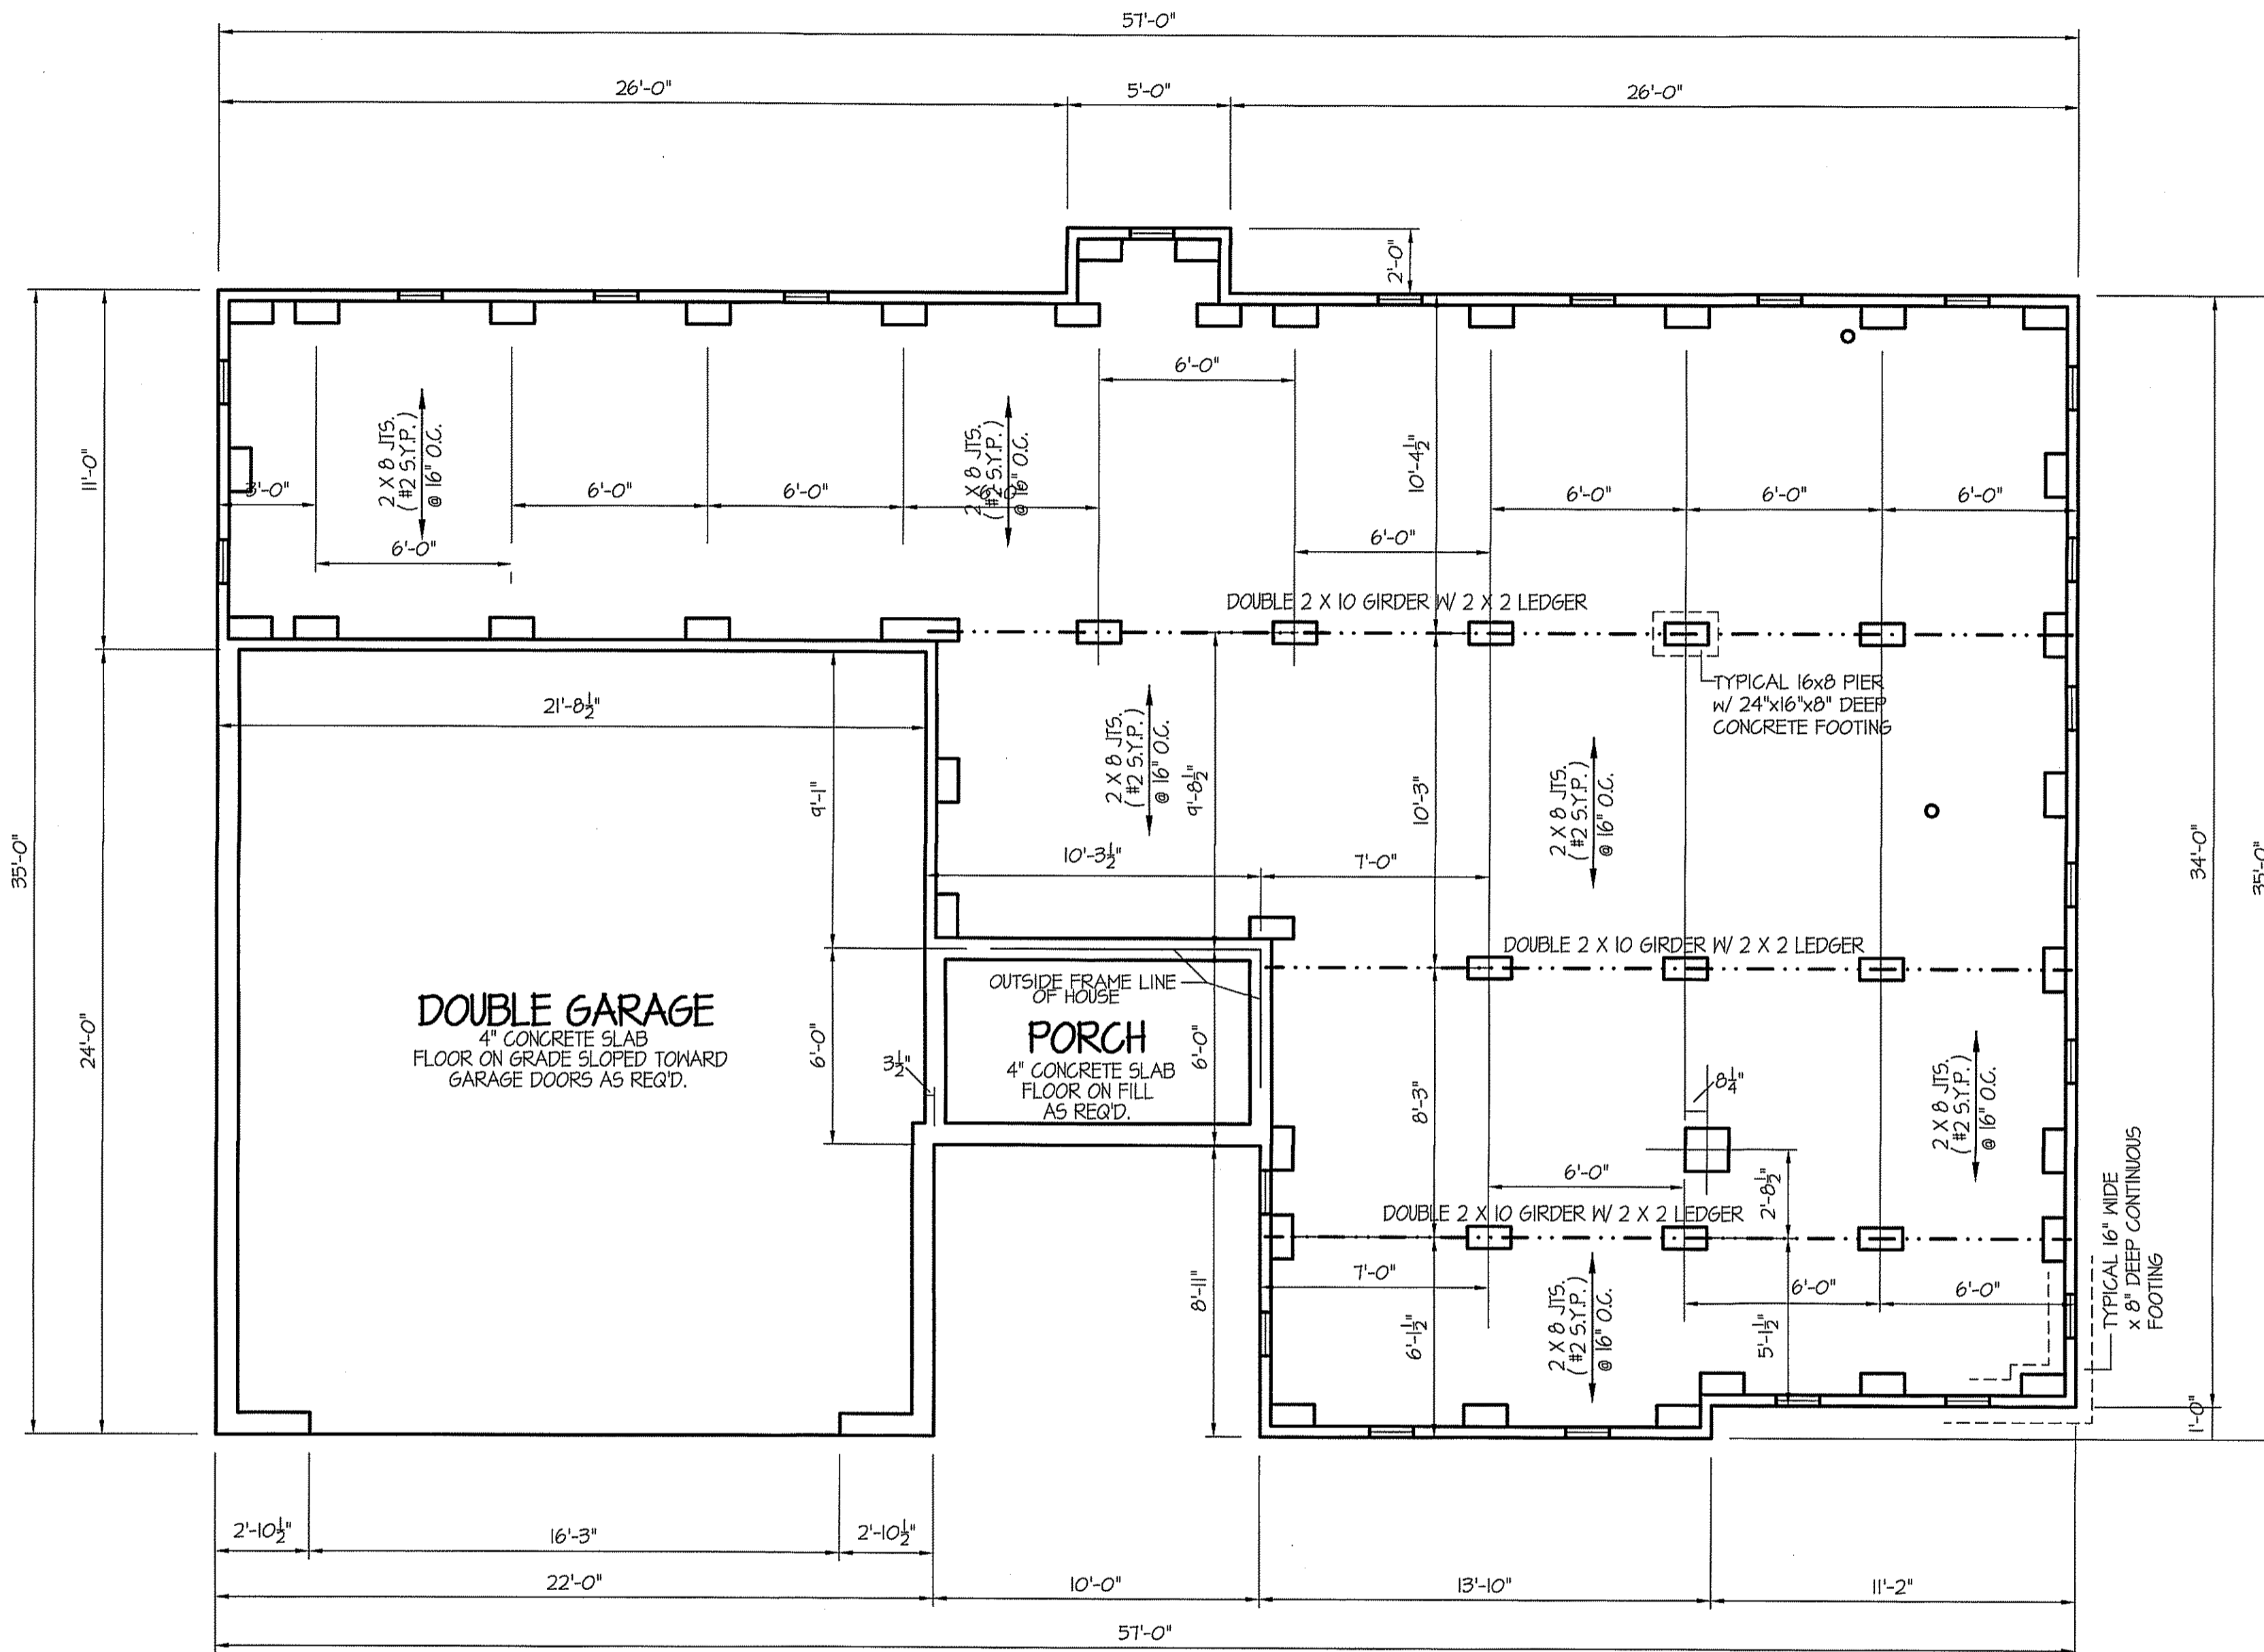 57'-0"
26'-0"
5'-0"
26'-0"
2'-0"
6'-0"
11'-0"
2 X 8 JTS.
( #2 S.Y.P. )
@ 16" O.C.
2 X 8 JTS.
( #2 S.Y.P. )
@ 16" O.C.
10'-4½"
3'-0"
6'-0"
6'-0"
6'-0"
6'-0"
6'-0"
6'-0"
6'-0"
DOUBLE 2 X 10 GIRDER W/ 2 X 2 LEDGER
TYPICAL 16x8 PIER
W/ 24"x16"x8" DEEP
CONCRETE FOOTING
21'-8½"
9'-1"
2 X 8 JTS.
( #2 S.Y.P. )
@ 16" O.C.
9'-8½"
10'-3"
2 X 8 JTS.
( #2 S.Y.P. )
@ 16" O.C.
35'-0"
10'-3½"
7'-0"
34'-0"
35'-0"
DOUBLE 2 X 10 GIRDER W/ 2 X 2 LEDGER
OUTSIDE FRAME LINE
OF HOUSE
DOUBLE GARAGE
4" CONCRETE SLAB
FLOOR ON GRADE SLOPED TOWARD
GARAGE DOORS AS REQ'D.
24'-0"
6'-0"
3½"
PORCH
4" CONCRETE SLAB
FLOOR ON FILL
AS REQ'D.
6'-0"
8'-3"
8¼"
2 X 8 JTS.
( #2 S.Y.P. )
@ 16" O.C.
6'-0"
2'-8½"
DOUBLE 2 X 10 GIRDER W/ 2 X 2 LEDGER
TYPICAL 16" WIDE
x 8" DEEP CONTINUOUS
FOOTING
7'-0"
8'-11"
6'-1½"
2 X 8 JTS.
( #2 S.Y.P. )
@ 16" O.C.
5'-1½"
6'-0"
6'-0"
1'-0"
2'-10½"
16'-3"
2'-10½"
22'-0"
10'-0"
13'-10"
11'-2"
57'-0"